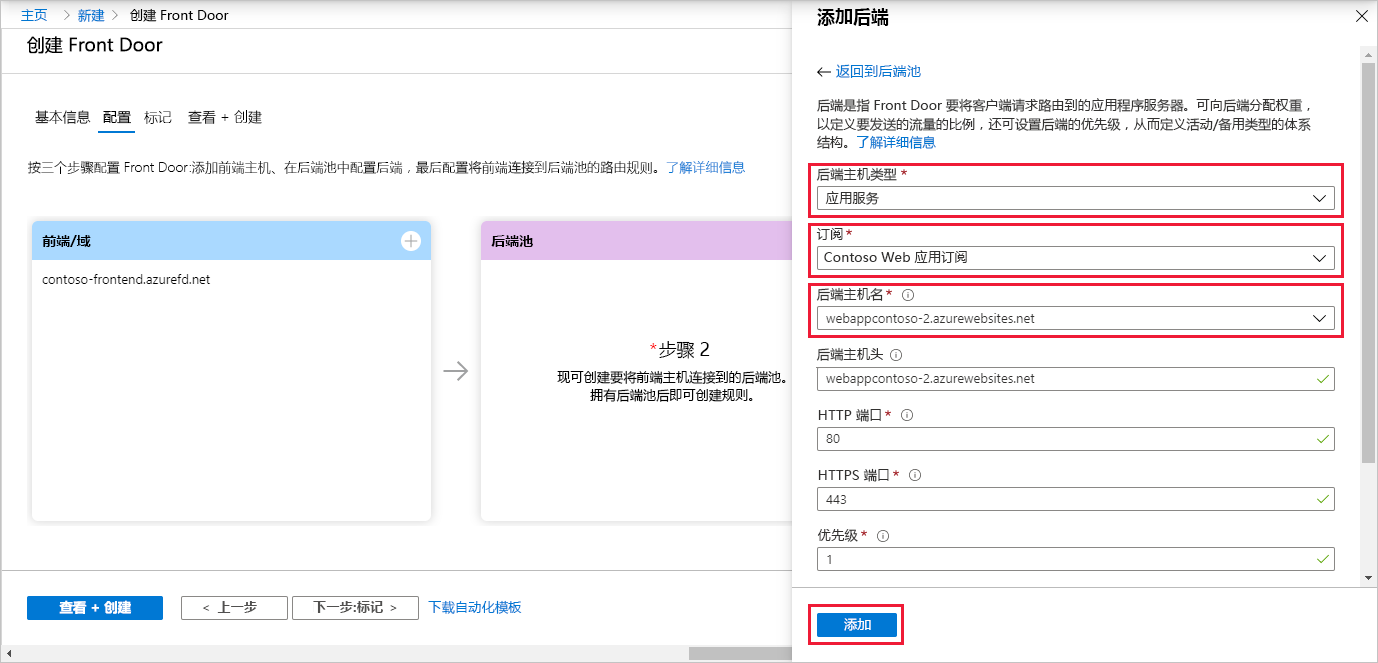 主页 > 新建 > 创建 Front Door
创建 Front Door
基本信息 配置 标记 查看 + 创建
按三个步骤配置 Front Door:添加前端主机、在后端池中配置后端，最后配置将前端连接到后端池的路由规则。了解详细信息
前端/域
contoso-frontend.azurefd.net
后端池
*步骤 2
现可创建要将前端主机连接到的后端池。
拥有后端池后即可创建规则。
查看 + 创建
< 上一步
下一步:标记 >
下载自动化模板
添加后端
← 返回到后端池
后端是指 Front Door 要将客户端请求路由到的应用程序服务器。可向后端分配权重，
以定义要发送的流量的比例，还可设置后端的优先级，从而定义活动/备用类型的体系
结构。了解详细信息
后端主机类型 *
应用服务
订阅 *
Contoso Web 应用订阅
后端主机名 *
webappcontoso-2.azurewebsites.net
后端主机头
webappcontoso-2.azurewebsites.net
HTTP 端口 *
80
HTTPS 端口 *
443
优先级 *
1
添加